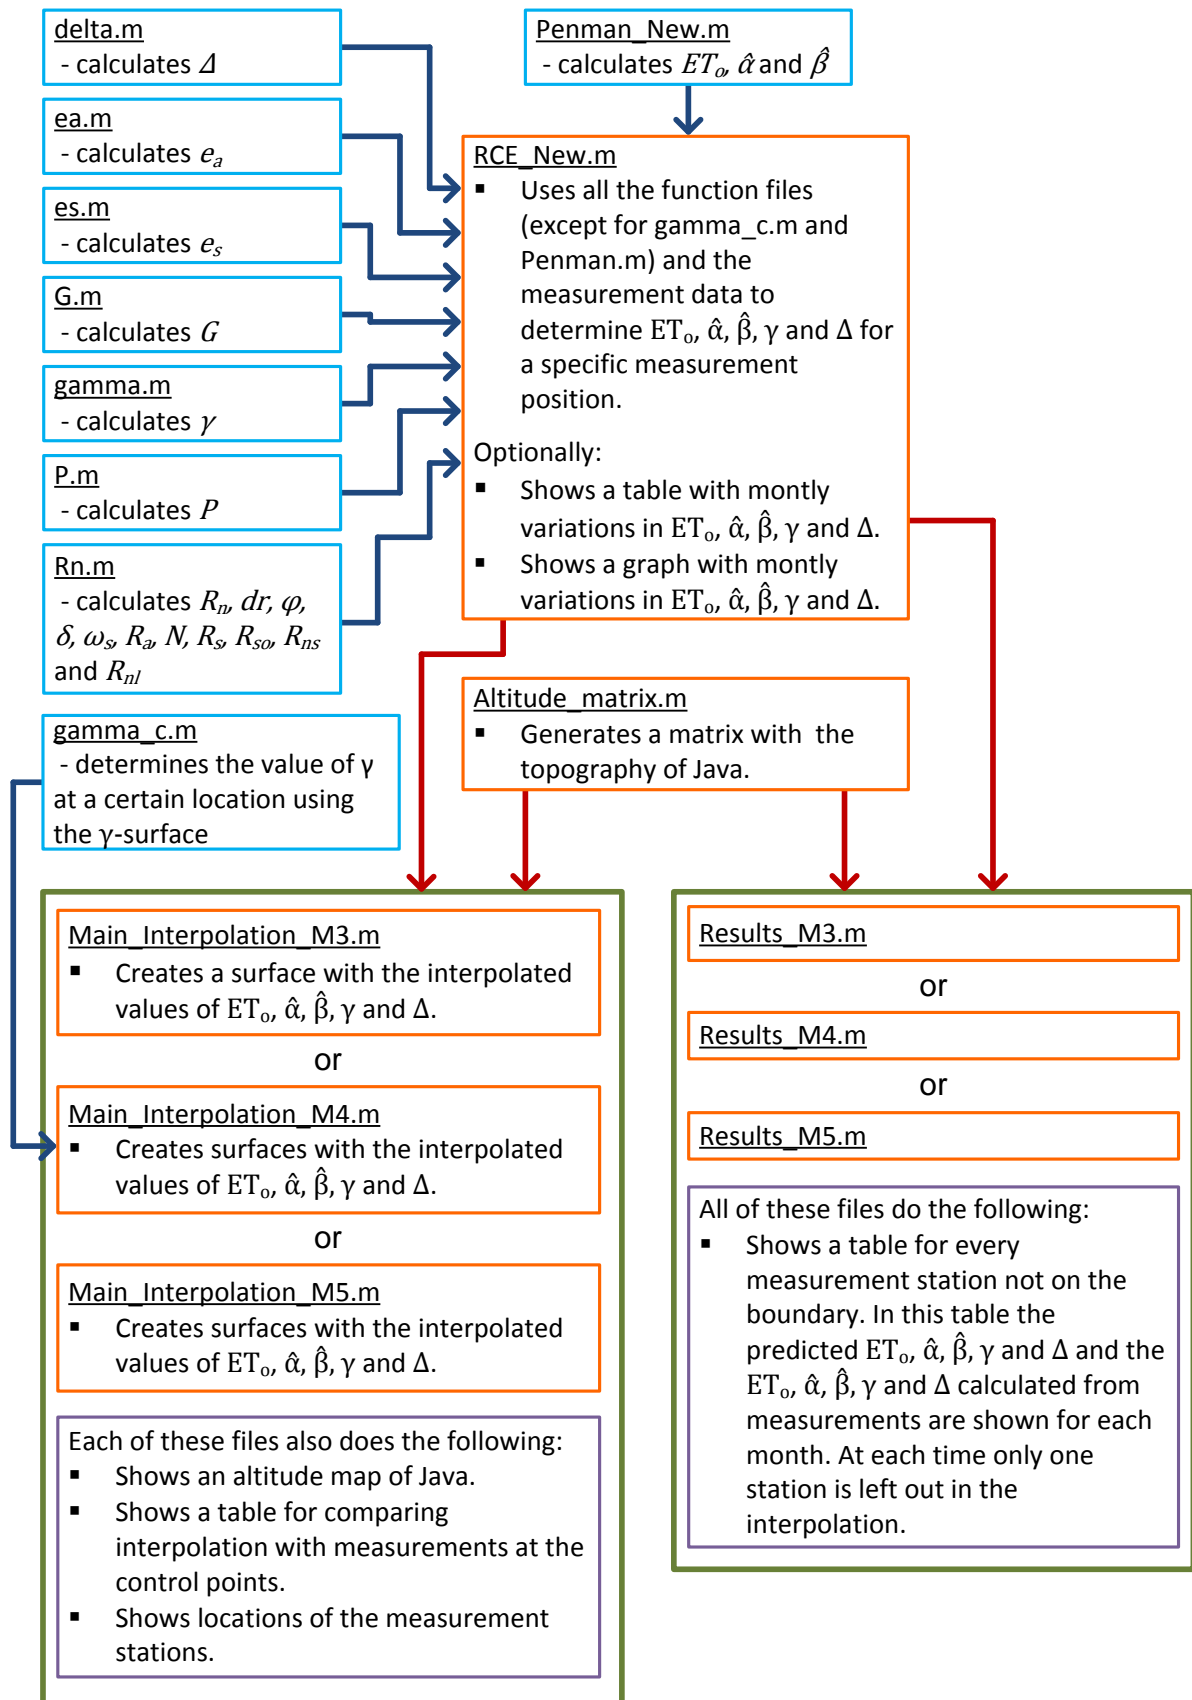 delta.m
- calculates Δ
ea.m
- calculates eₐ
es.m
- calculates eₛ
G.m
- calculates G
gamma.m
- calculates γ
P.m
- calculates P
Rn.m
- calculates Rₙ, dr, φ,
δ, ωₛ, Rₐ, N, Rₛ, Rₛₒ, Rₙₛ
and Rₙₗ
gamma_c.m
- determines the value of γ
at a certain location using
the γ-surface
Penman_New.m
- calculates ETₒ, α̂ and β̂
RCE_New.m
▪ Uses all the function files
(except for gamma_c.m and
Penman.m) and the
measurement data to
determine ETₒ, α̂, β̂, γ and Δ for
a specific measurement
position.
Optionally:
▪ Shows a table with montly
variations in ETₒ, α̂, β̂, γ and Δ.
▪ Shows a graph with montly
variations in ETₒ, α̂, β̂, γ and Δ.
Altitude_matrix.m
▪ Generates a matrix with the
topography of Java.
Main_Interpolation_M3.m
▪ Creates a surface with the interpolated
values of ETₒ, α̂, β̂, γ and Δ.
or
Main_Interpolation_M4.m
▪ Creates surfaces with the interpolated
values of ETₒ, α̂, β̂, γ and Δ.
or
Main_Interpolation_M5.m
▪ Creates surfaces with the interpolated
values of ETₒ, α̂, β̂, γ and Δ.
Each of these files also does the following:
▪ Shows an altitude map of Java.
▪ Shows a table for comparing
interpolation with measurements at the
control points.
▪ Shows locations of the measurement
stations.
Results_M3.m
or
Results_M4.m
or
Results_M5.m
All of these files do the following:
▪ Shows a table for every
measurement station not on the
boundary. In this table the
predicted ETₒ, α̂, β̂, γ and Δ and the
ETₒ, α̂, β̂, γ and Δ calculated from
measurements are shown for each
month. At each time only one
station is left out in the
interpolation.